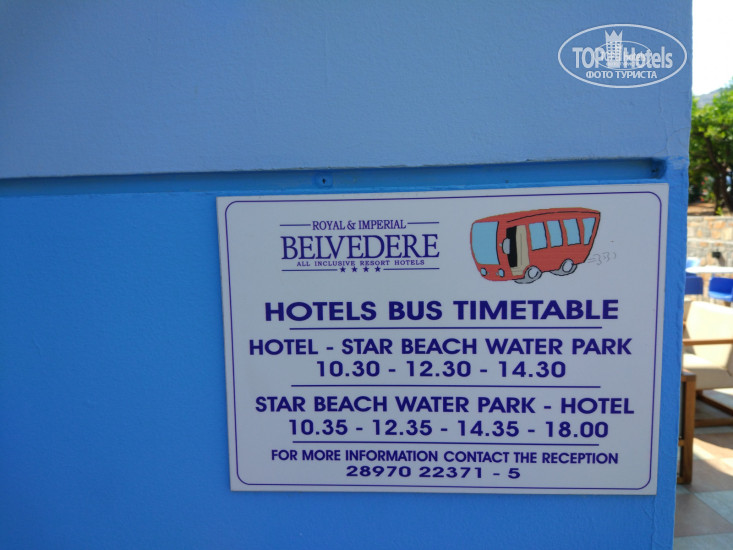 TOP Hotels
ФОТО ТУРИСТА
ROYAL & IMPERIAL
BELVEDERE
ALL INCLUSIVE RESORT HOTELS
HOTELS BUS TIMETABLE
HOTEL - STAR BEACH WATER PARK
10.30 - 12.30 - 14.30
STAR BEACH WATER PARK - HOTEL
10.35 - 12.35 - 14.35 - 18.00
FOR MORE INFORMATION CONTACT THE RECEPTION
28970 22371 - 5